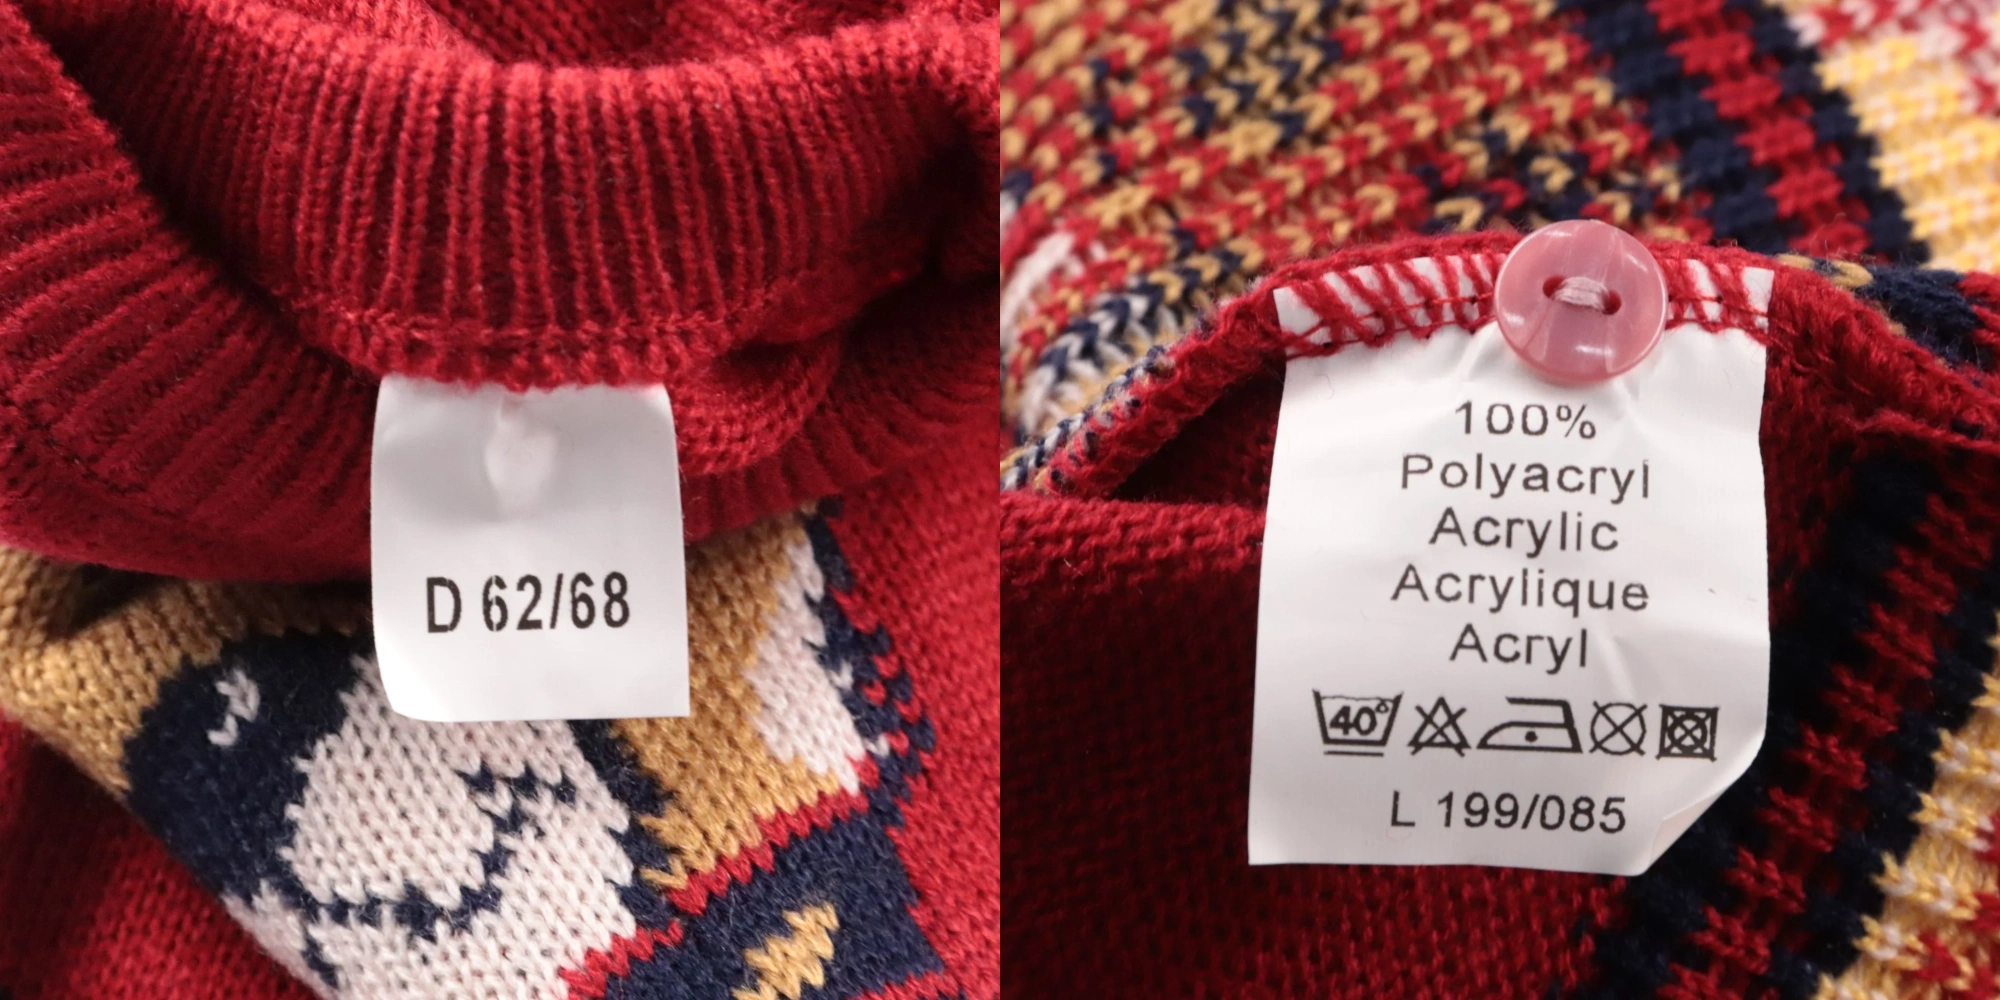 D 62/68
100%
Polyacryl
Acrylic
Acrylique
Acryl
40°
L 199/085